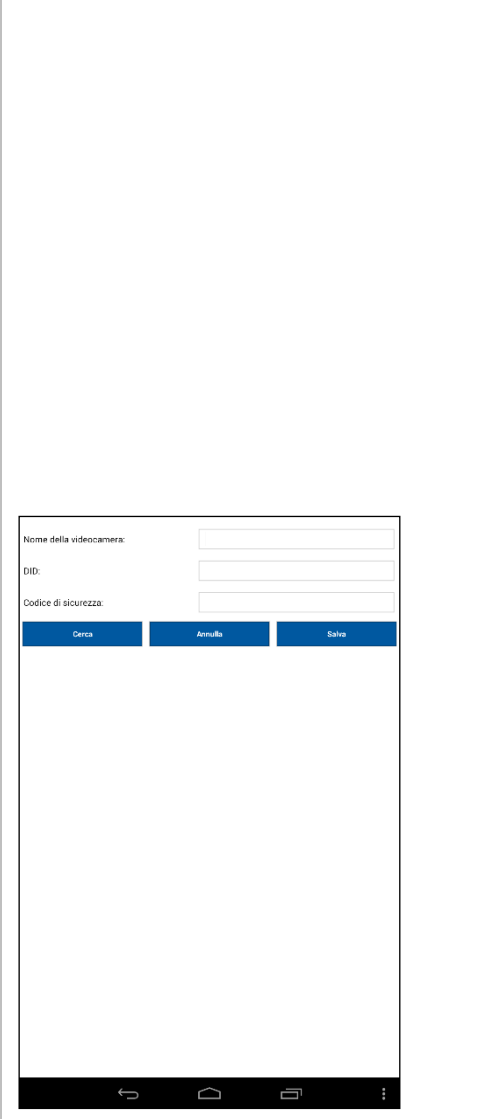 Nome della videocamera:
DID:
Codice di sicurezza:
Cerca Annulla Salva